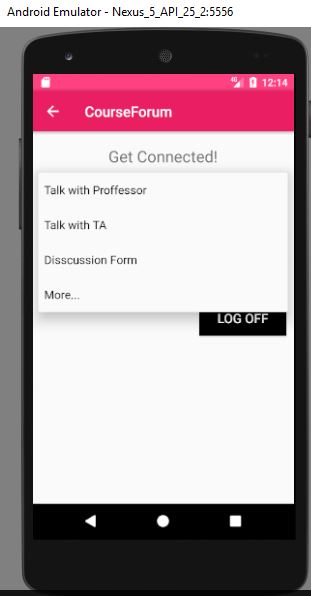 Android Emulator - Nexus_5_API_25_2:5556
4G 12:14
CourseForum
Get Connected!
Talk with Proffessor
Talk with TA
Disscussion Form
More...
LOG OFF